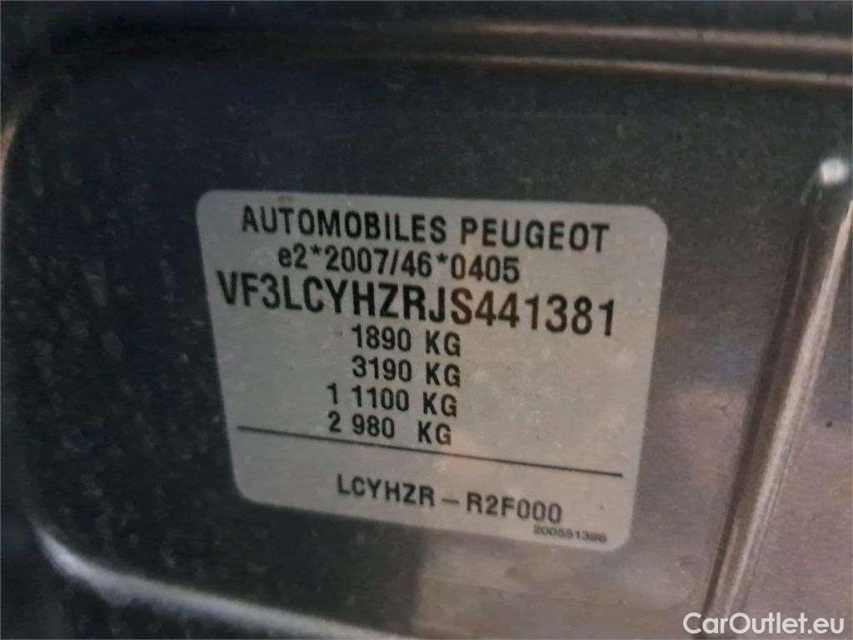 AUTOMOBILES PEUGEOT
e2*2007/46*0405
VF3LCYHZRJS441381
1890 KG
3190 KG
1 1100 KG
2 980 KG
LCYHZR – R2F000
200551396
CarOutlet.eu